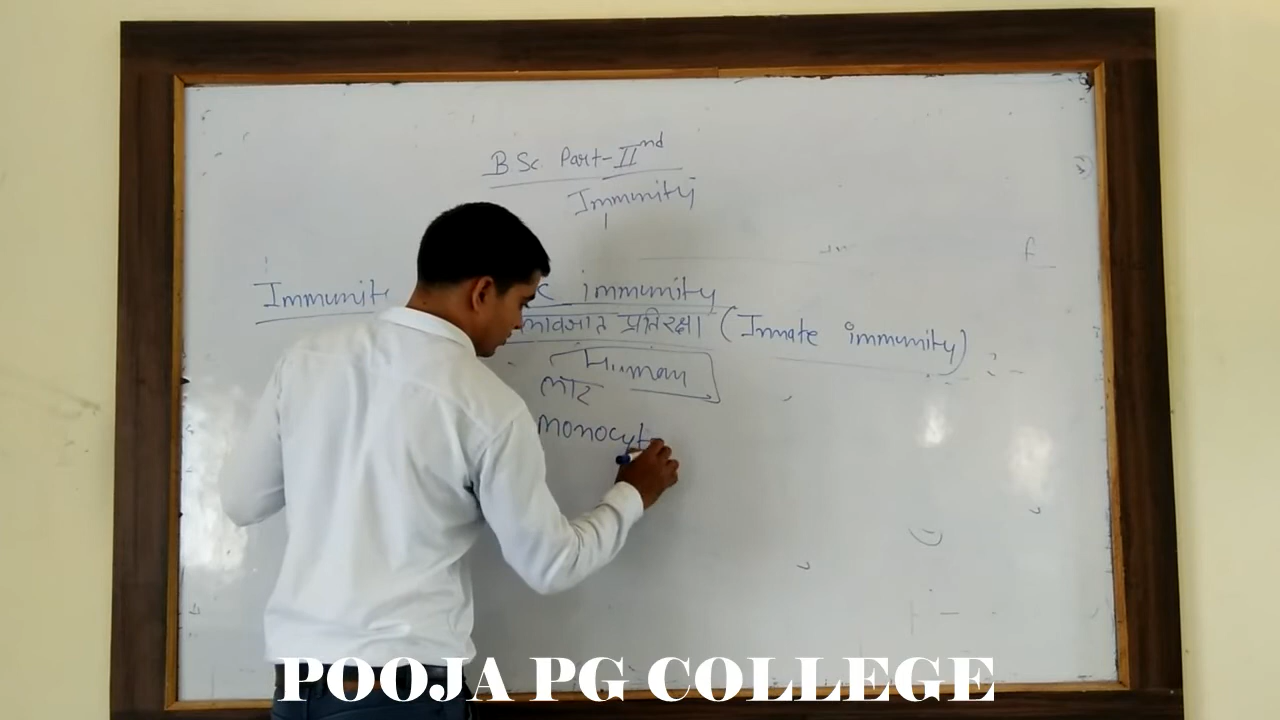 B Sc. Part-IInd
Immunity
Immunit immunity
प्रतिरक्षा (Innate immunity)
Human
लार
monocyt
POOJA PG COLLEGE